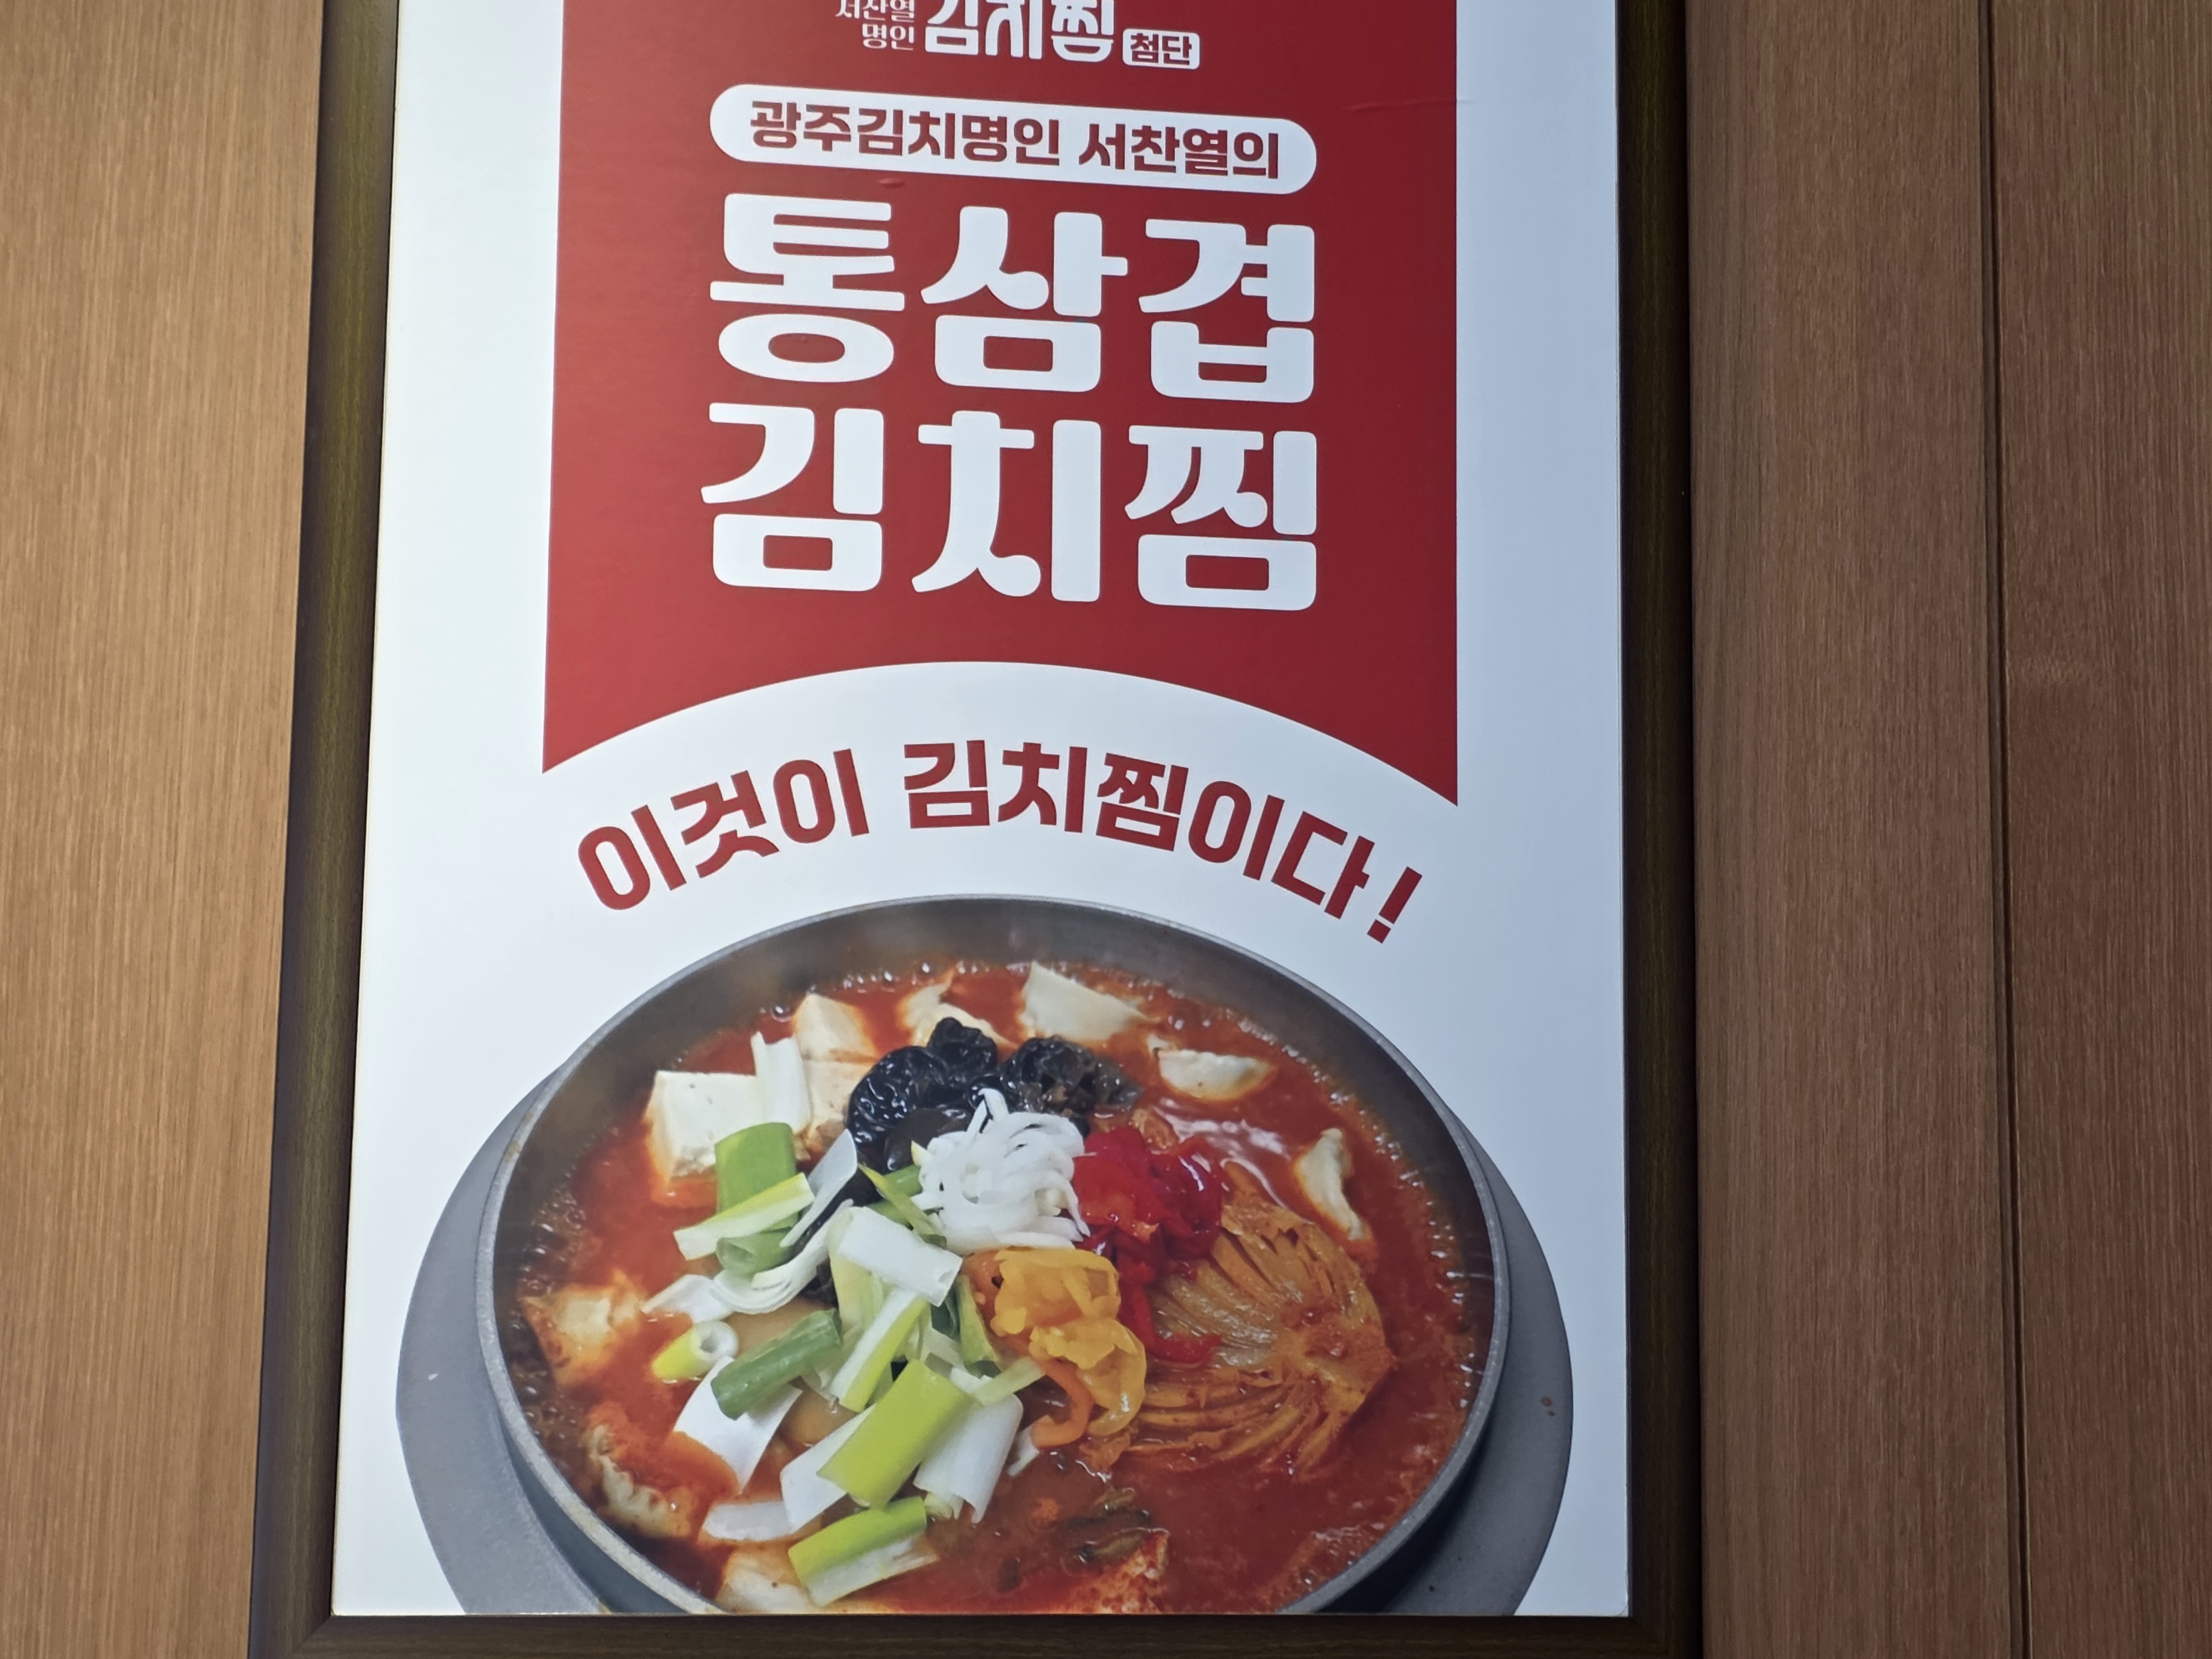 서찬열
명인 김치찜 첨단
광주김치명인 서찬열의
통삼겹
김치찜
이것이 김치찜이다!